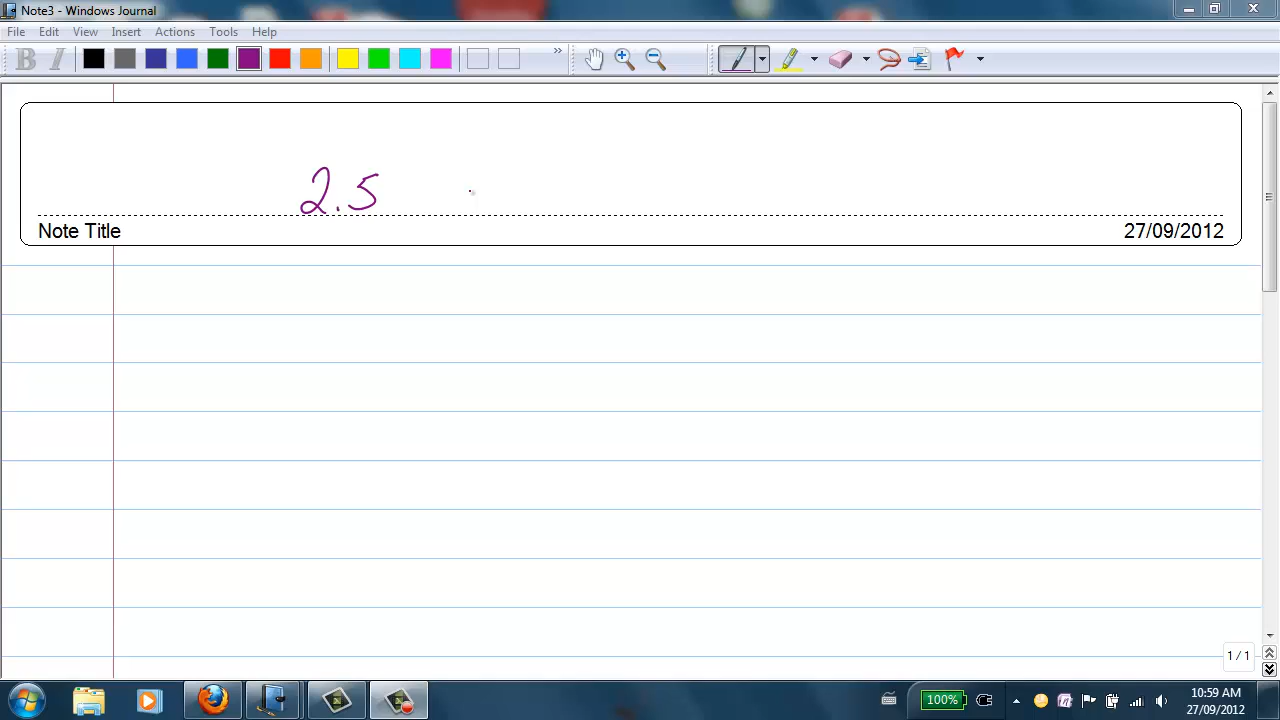 Note3 - Windows Journal
File Edit View Insert Actions Tools Help
B I »
2.5
Note Title 27/09/2012
1 / 1
100% 10:59 AM
27/09/2012